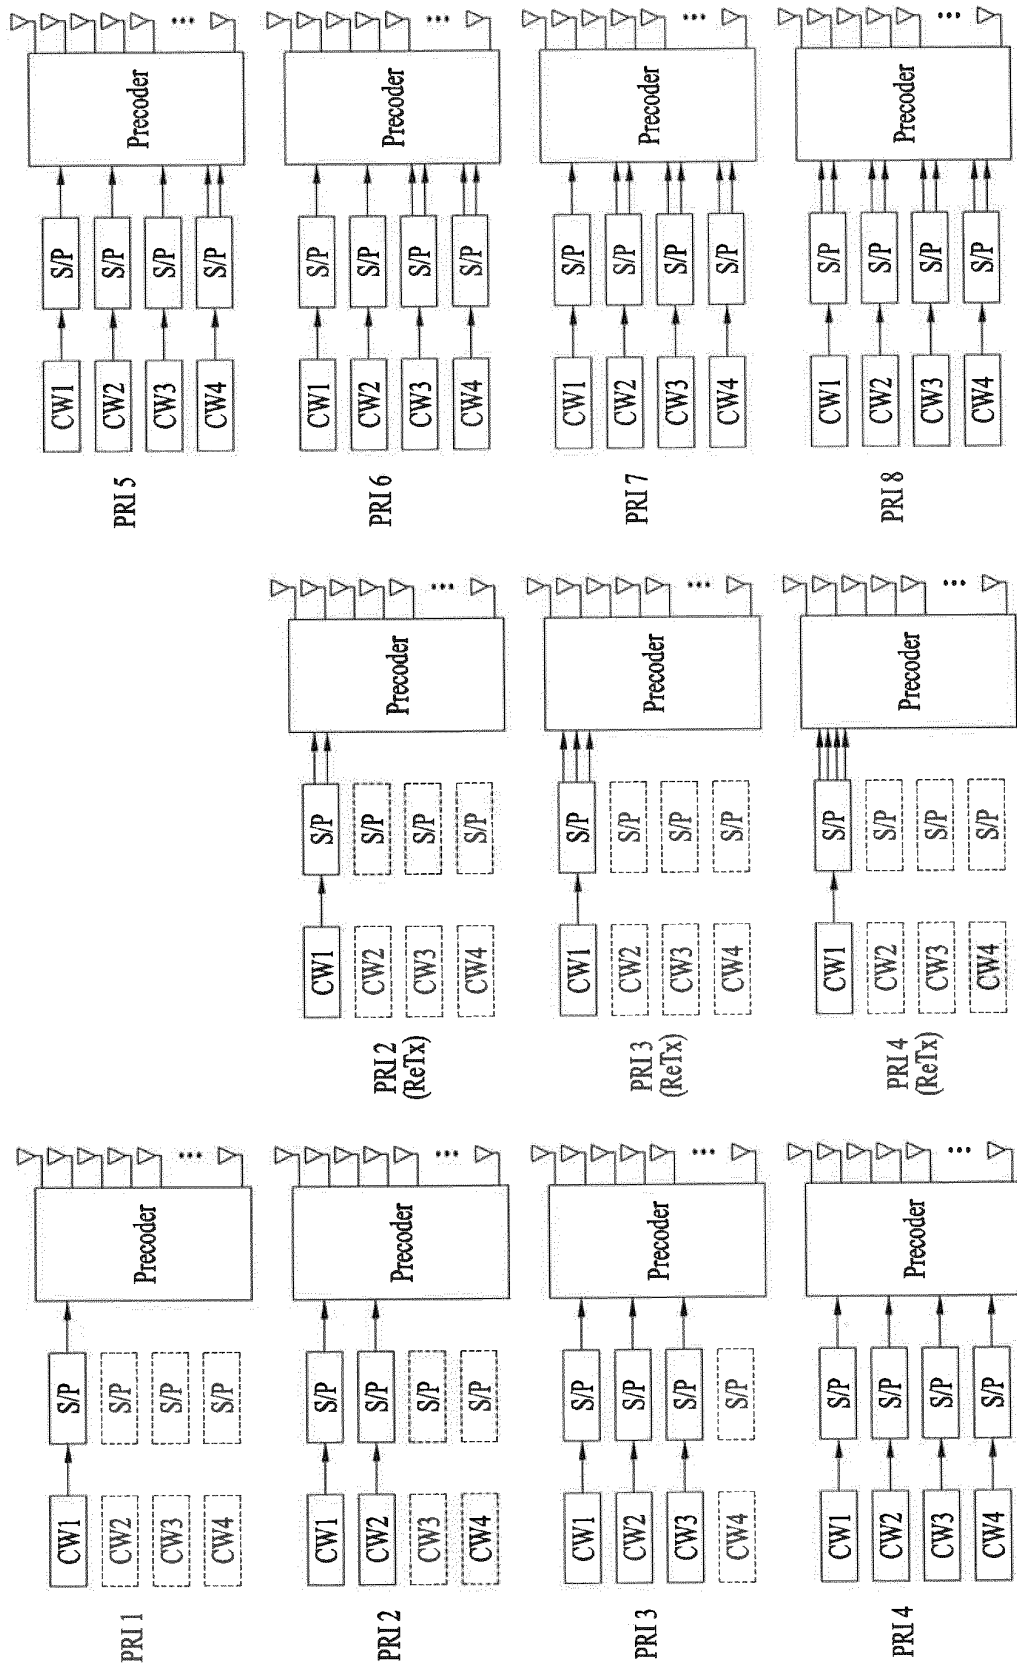 PRI 1
CW1 S/P
CW2 S/P
CW3 S/P
CW4 S/P
Precoder
•••
PRI 5
CW1 S/P
CW2 S/P
CW3 S/P
CW4 S/P
Precoder
•••
PRI 2
CW1 S/P
CW2 S/P
CW3 S/P
CW4 S/P
Precoder
•••
PRI 2
(ReTx)
CW1 S/P
CW2 S/P
CW3 S/P
CW4 S/P
Precoder
•••
PRI 6
CW1 S/P
CW2 S/P
CW3 S/P
CW4 S/P
Precoder
•••
PRI 3
CW1 S/P
CW2 S/P
CW3 S/P
CW4 S/P
Precoder
•••
PRI 3
(ReTx)
CW1 S/P
CW2 S/P
CW3 S/P
CW4 S/P
Precoder
•••
PRI 7
CW1 S/P
CW2 S/P
CW3 S/P
CW4 S/P
Precoder
•••
PRI 4
CW1 S/P
CW2 S/P
CW3 S/P
CW4 S/P
Precoder
•••
PRI 4
(ReTx)
CW1 S/P
CW2 S/P
CW3 S/P
CW4 S/P
Precoder
•••
PRI 8
CW1 S/P
CW2 S/P
CW3 S/P
CW4 S/P
Precoder
•••